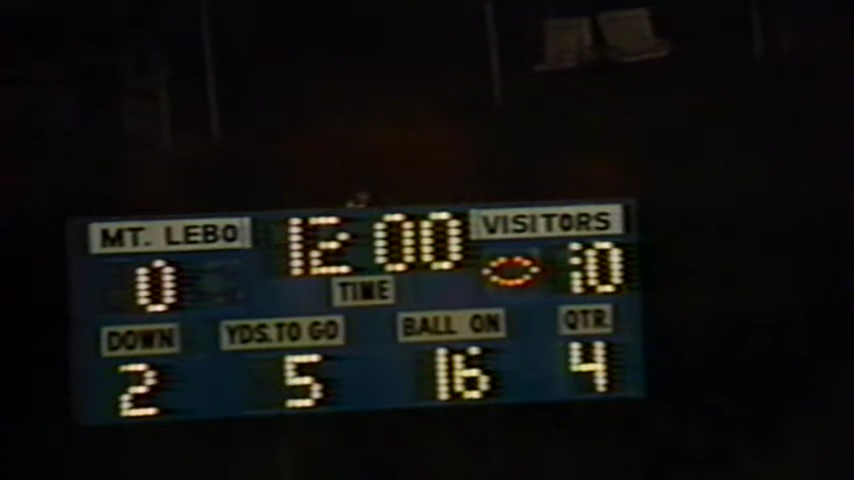 MT. LEBO 12 00 VISITORS
0 TIME 10
DOWN YDS. TO GO BALL ON QTR.
2 5 16 4